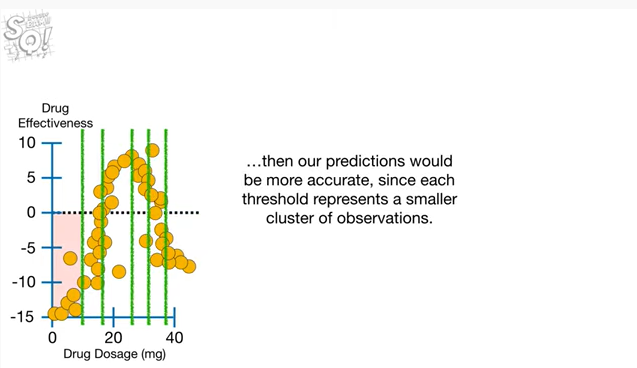 SQ!
Drug
Effectiveness
10
5
0
-5
-10
-15
0 20 40
Drug Dosage (mg)
…then our predictions would
be more accurate, since each
threshold represents a smaller
cluster of observations.